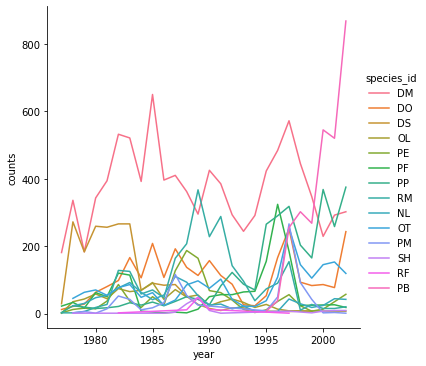 800
600
400
200
0
counts
1980
1985
1990
1995
2000
year
species_id
DM
DO
DS
OL
PE
PF
PP
RM
NL
OT
PM
SH
RF
PB